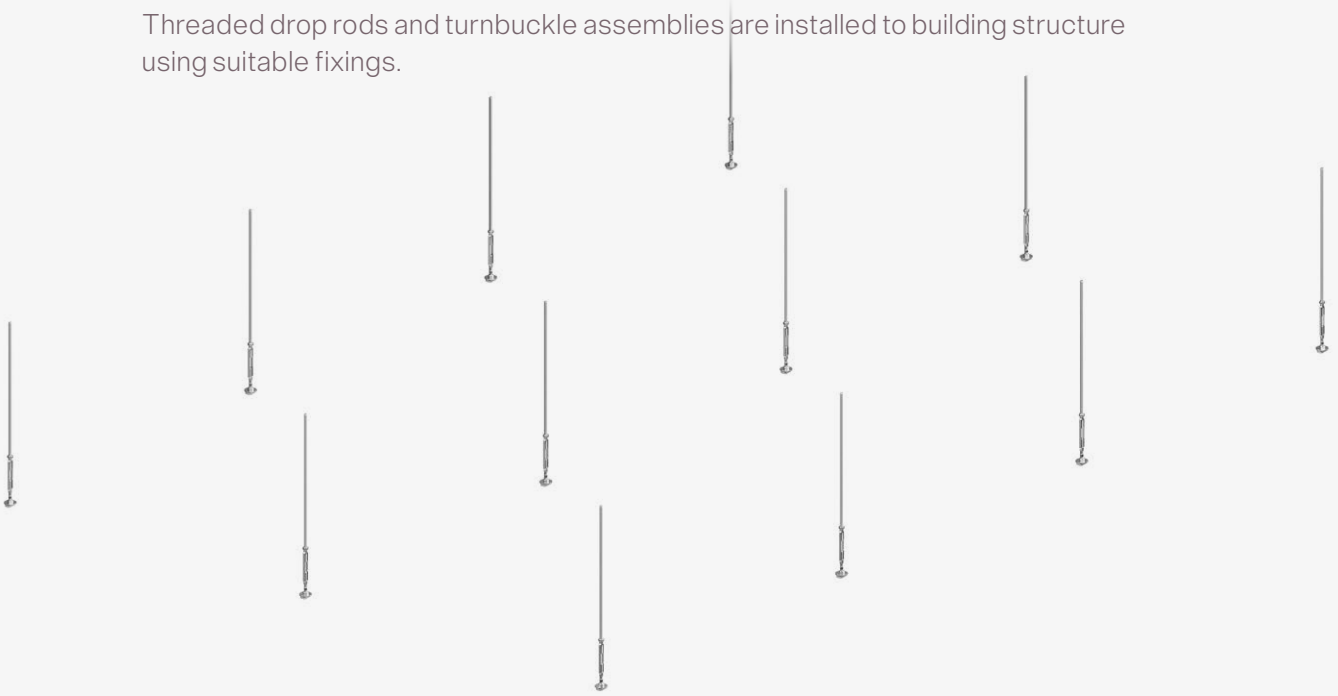 Threaded drop rods and turnbuckle assemblies are installed to building structure
using suitable fixings.